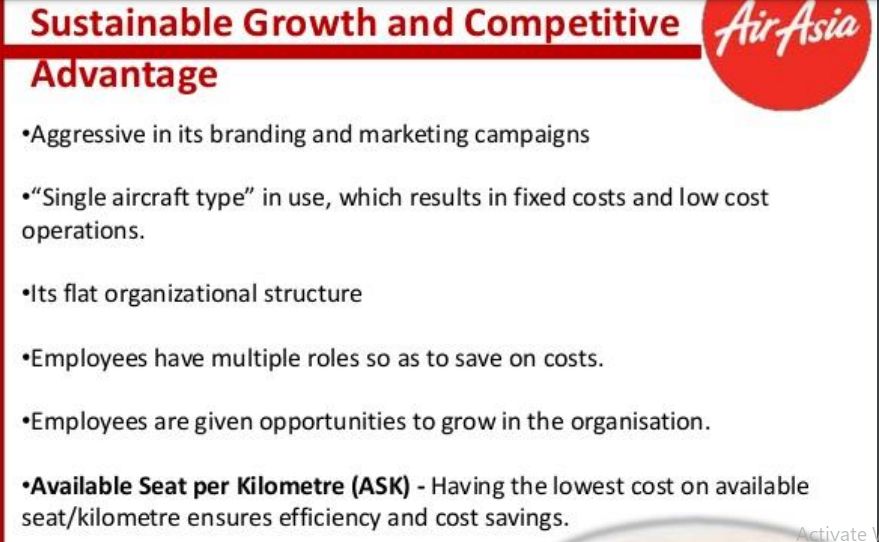 Sustainable Growth and Competitive
Advantage
AirAsia
•Aggressive in its branding and marketing campaigns
•“Single aircraft type” in use, which results in fixed costs and low cost
operations.
•Its flat organizational structure
•Employees have multiple roles so as to save on costs.
•Employees are given opportunities to grow in the organisation.
•Available Seat per Kilometre (ASK) - Having the lowest cost on available
seat/kilometre ensures efficiency and cost savings.
Activate